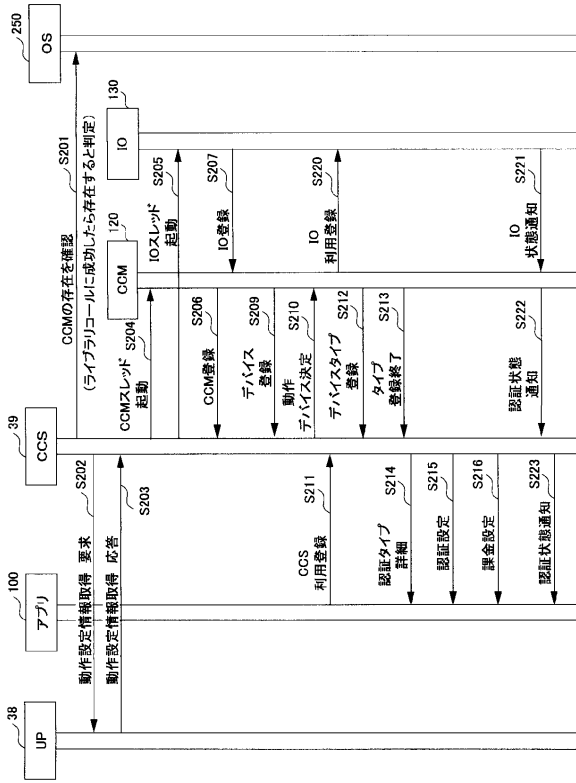 38
UP
100
アプリ
39
CCS
120
CCM
130
IO
250
OS
CCMの存在を確認
S201
(ライブラリコールに成功したら存在すると判定)
動作設定情報取得 要求
S202
動作設定情報取得 応答
S203
CCMスレッド
起動
S204
IOスレッド
起動
S205
CCM登録
S206
IO登録
S207
デバイス
登録
S209
動作
デバイス決定
S210
CCS
利用登録
S211
IO
利用登録
S220
デバイスタイプ
登録
S212
タイプ
登録終了
S213
認証タイプ
詳細
S214
認証設定
S215
課金設定
S216
IO
状態通知
S221
認証状態
通知
S222
認証状態通知
S223